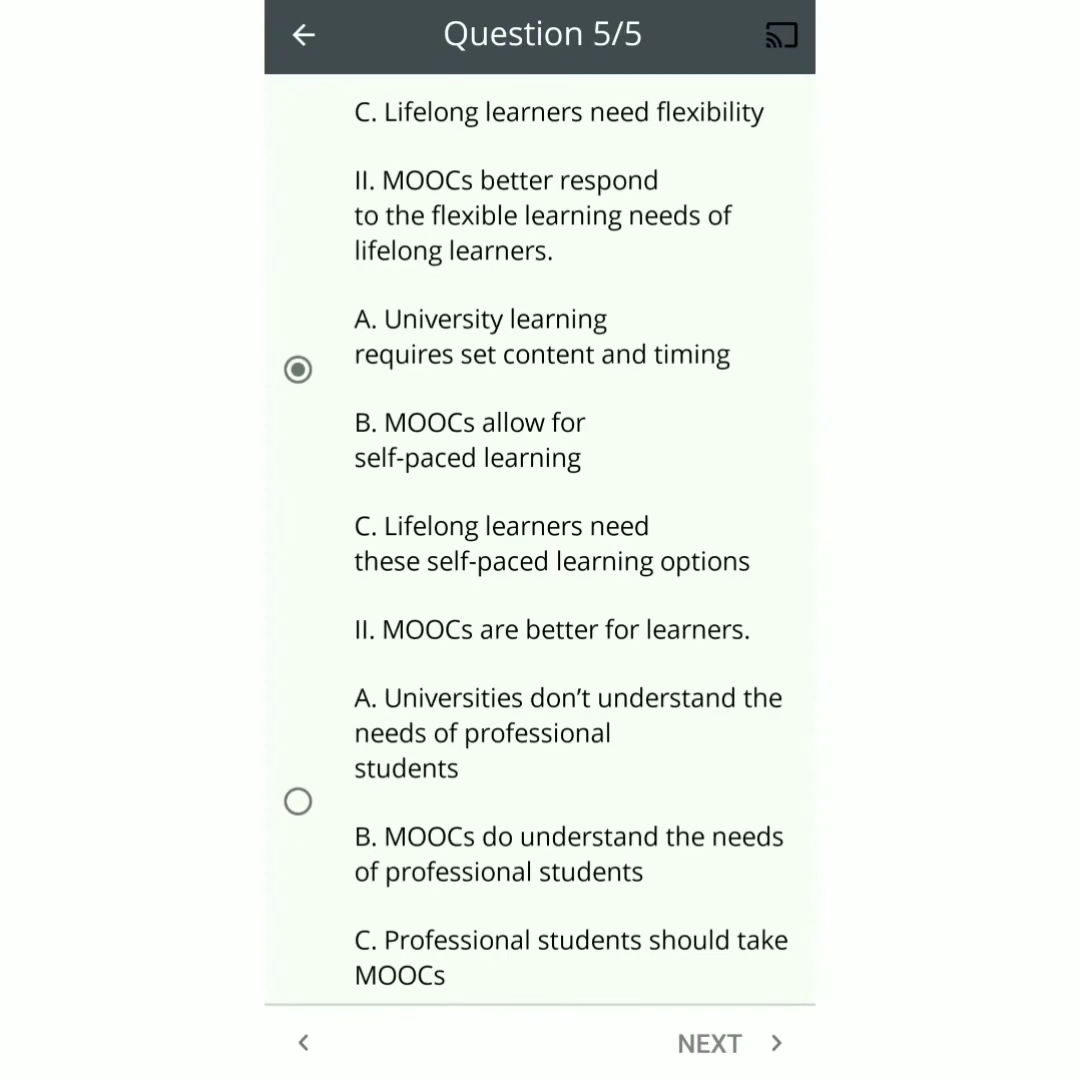 Question 5/5
C. Lifelong learners need flexibility
II. MOOCs better respond
to the flexible learning needs of
lifelong learners.
A. University learning
requires set content and timing
B. MOOCs allow for
self-paced learning
C. Lifelong learners need
these self-paced learning options
II. MOOCs are better for learners.
A. Universities don’t understand the
needs of professional
students
B. MOOCs do understand the needs
of professional students
C. Professional students should take
MOOCs
NEXT